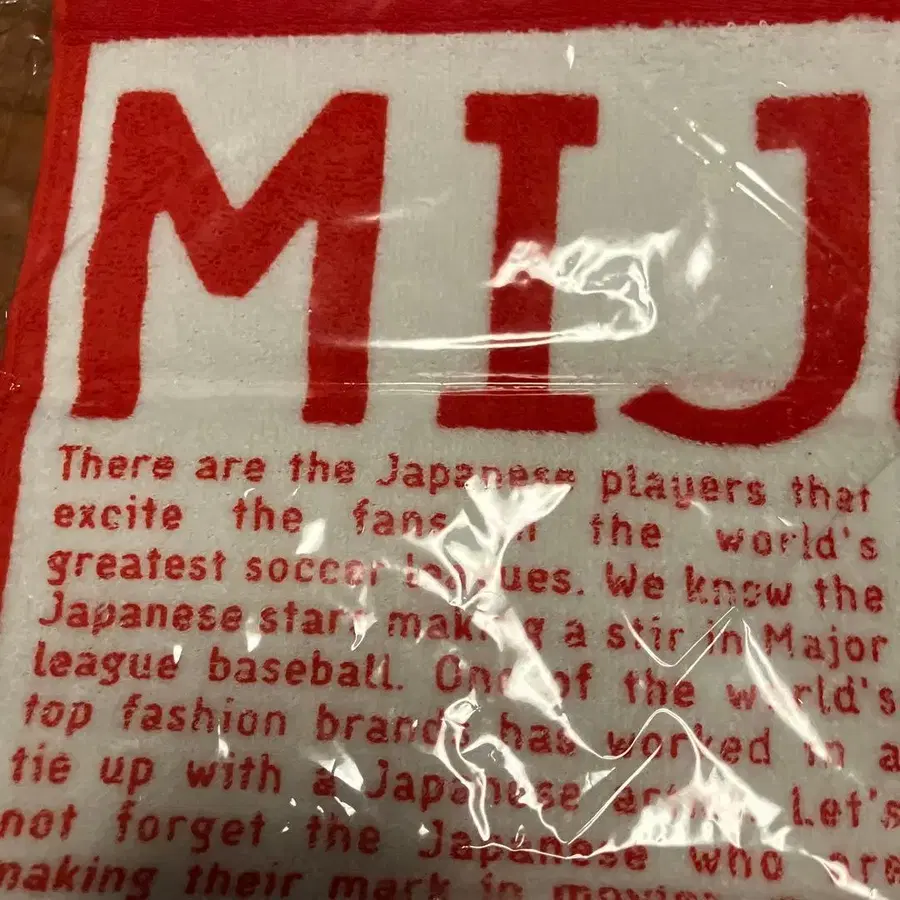 MIJ
There are the Japanese players that
excite the fans in the world's
greatest soccer leagues. We know the
Japanese stars making a stir in Major
league baseball. One of the world's
top fashion brands has worked in a
tie up with a Japanese Let's
not forget the Japanese who are
making their mark in movies